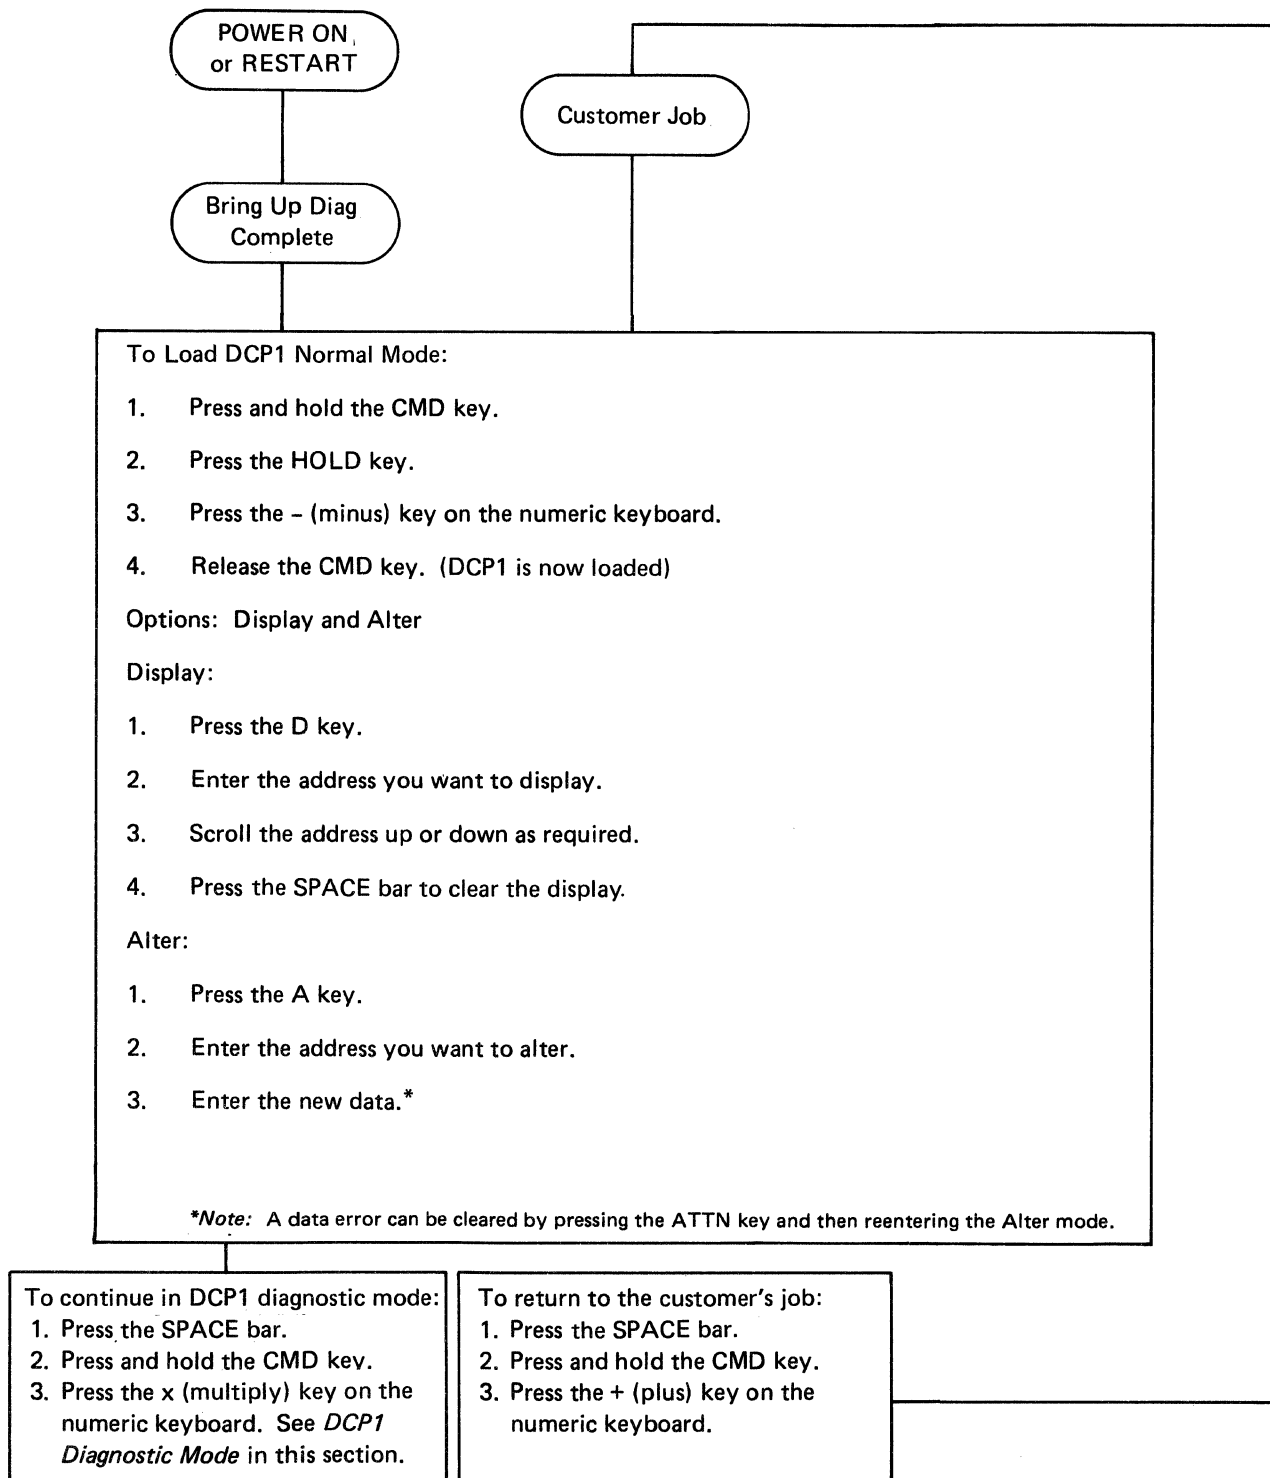 POWER ON
or RESTART
Customer Job
Bring Up Diag
Complete
To Load DCP1 Normal Mode:
1. Press and hold the CMD key.
2. Press the HOLD key.
3. Press the – (minus) key on the numeric keyboard.
4. Release the CMD key. (DCP1 is now loaded)
Options: Display and Alter
Display:
1. Press the D key.
2. Enter the address you want to display.
3. Scroll the address up or down as required.
4. Press the SPACE bar to clear the display.
Alter:
1. Press the A key.
2. Enter the address you want to alter.
3. Enter the new data.*
*Note: A data error can be cleared by pressing the ATTN key and then reentering the Alter mode.
To continue in DCP1 diagnostic mode:
1. Press the SPACE bar.
2. Press and hold the CMD key.
3. Press the x (multiply) key on the
numeric keyboard. See DCP1
Diagnostic Mode in this section.
To return to the customer's job:
1. Press the SPACE bar.
2. Press and hold the CMD key.
3. Press the + (plus) key on the
numeric keyboard.